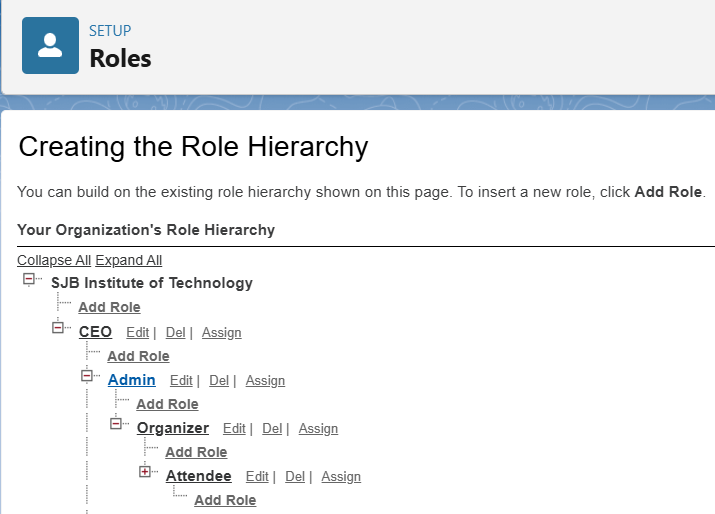 SETUP
Roles
Creating the Role Hierarchy
You can build on the existing role hierarchy shown on this page. To insert a new role, click Add Role.
Your Organization's Role Hierarchy
Collapse All Expand All
SJB Institute of Technology
Add Role
CEO Edit | Del | Assign
Add Role
Admin Edit | Del | Assign
Add Role
Organizer Edit | Del | Assign
Add Role
Attendee Edit | Del | Assign
Add Role